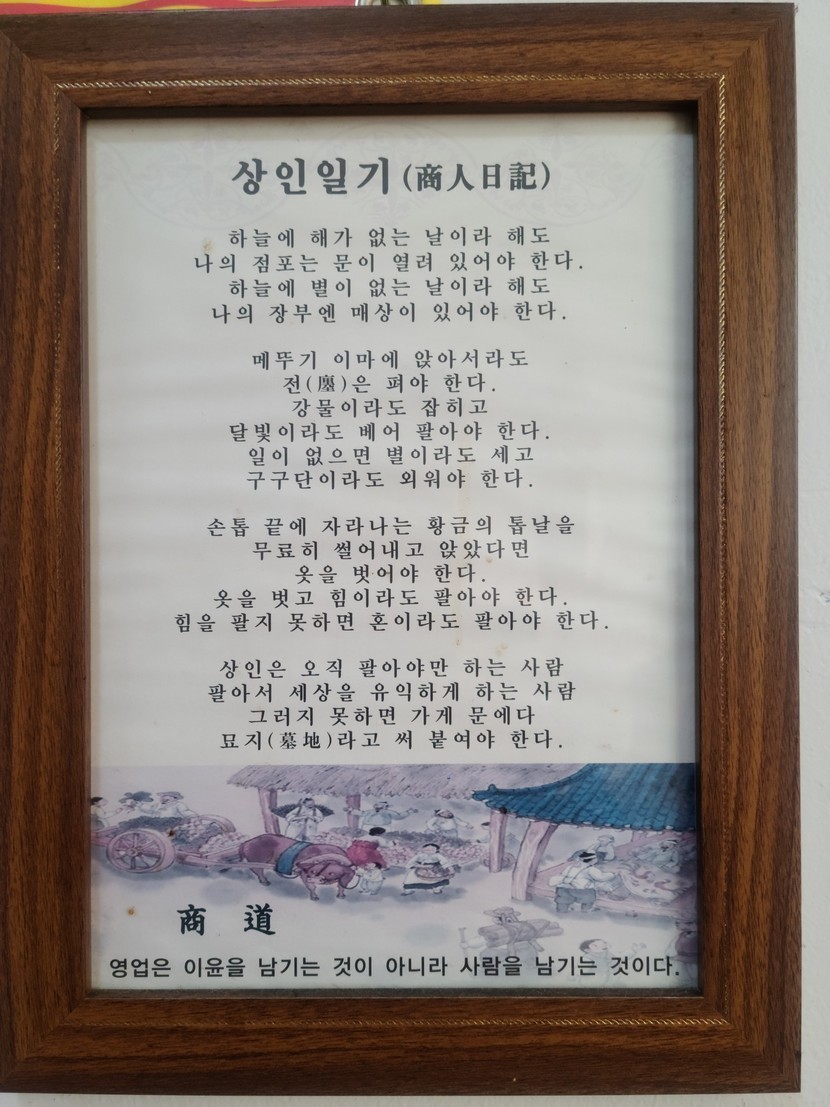 상인일기(商人日記)
하늘에 해가 없는 날이라 해도
나의 점포는 문이 열려 있어야 한다.
하늘에 별이 없는 날이라 해도
나의 장부엔 매상이 있어야 한다.
메뚜기 이마에 앉아서라도
전(廛)은 펴야 한다.
강물이라도 잡히고
달빛이라도 베어 팔아야 한다.
일이 없으면 별이라도 세고
구구단이라도 외워야 한다.
손톱 끝에 자라나는 황금의 톱날을
무료히 썰어내고 앉았다면
옷을 벗어야 한다.
옷을 벗고 힘이라도 팔아야 한다.
힘을 팔지 못하면 혼이라도 팔아야 한다.
상인은 오직 팔아야만 하는 사람
팔아서 세상을 유익하게 하는 사람
그러지 못하면 가게 문에다
묘지(墓地)라고 써 붙여야 한다.
商 道
영업은 이윤을 남기는 것이 아니라 사람을 남기는 것이다.